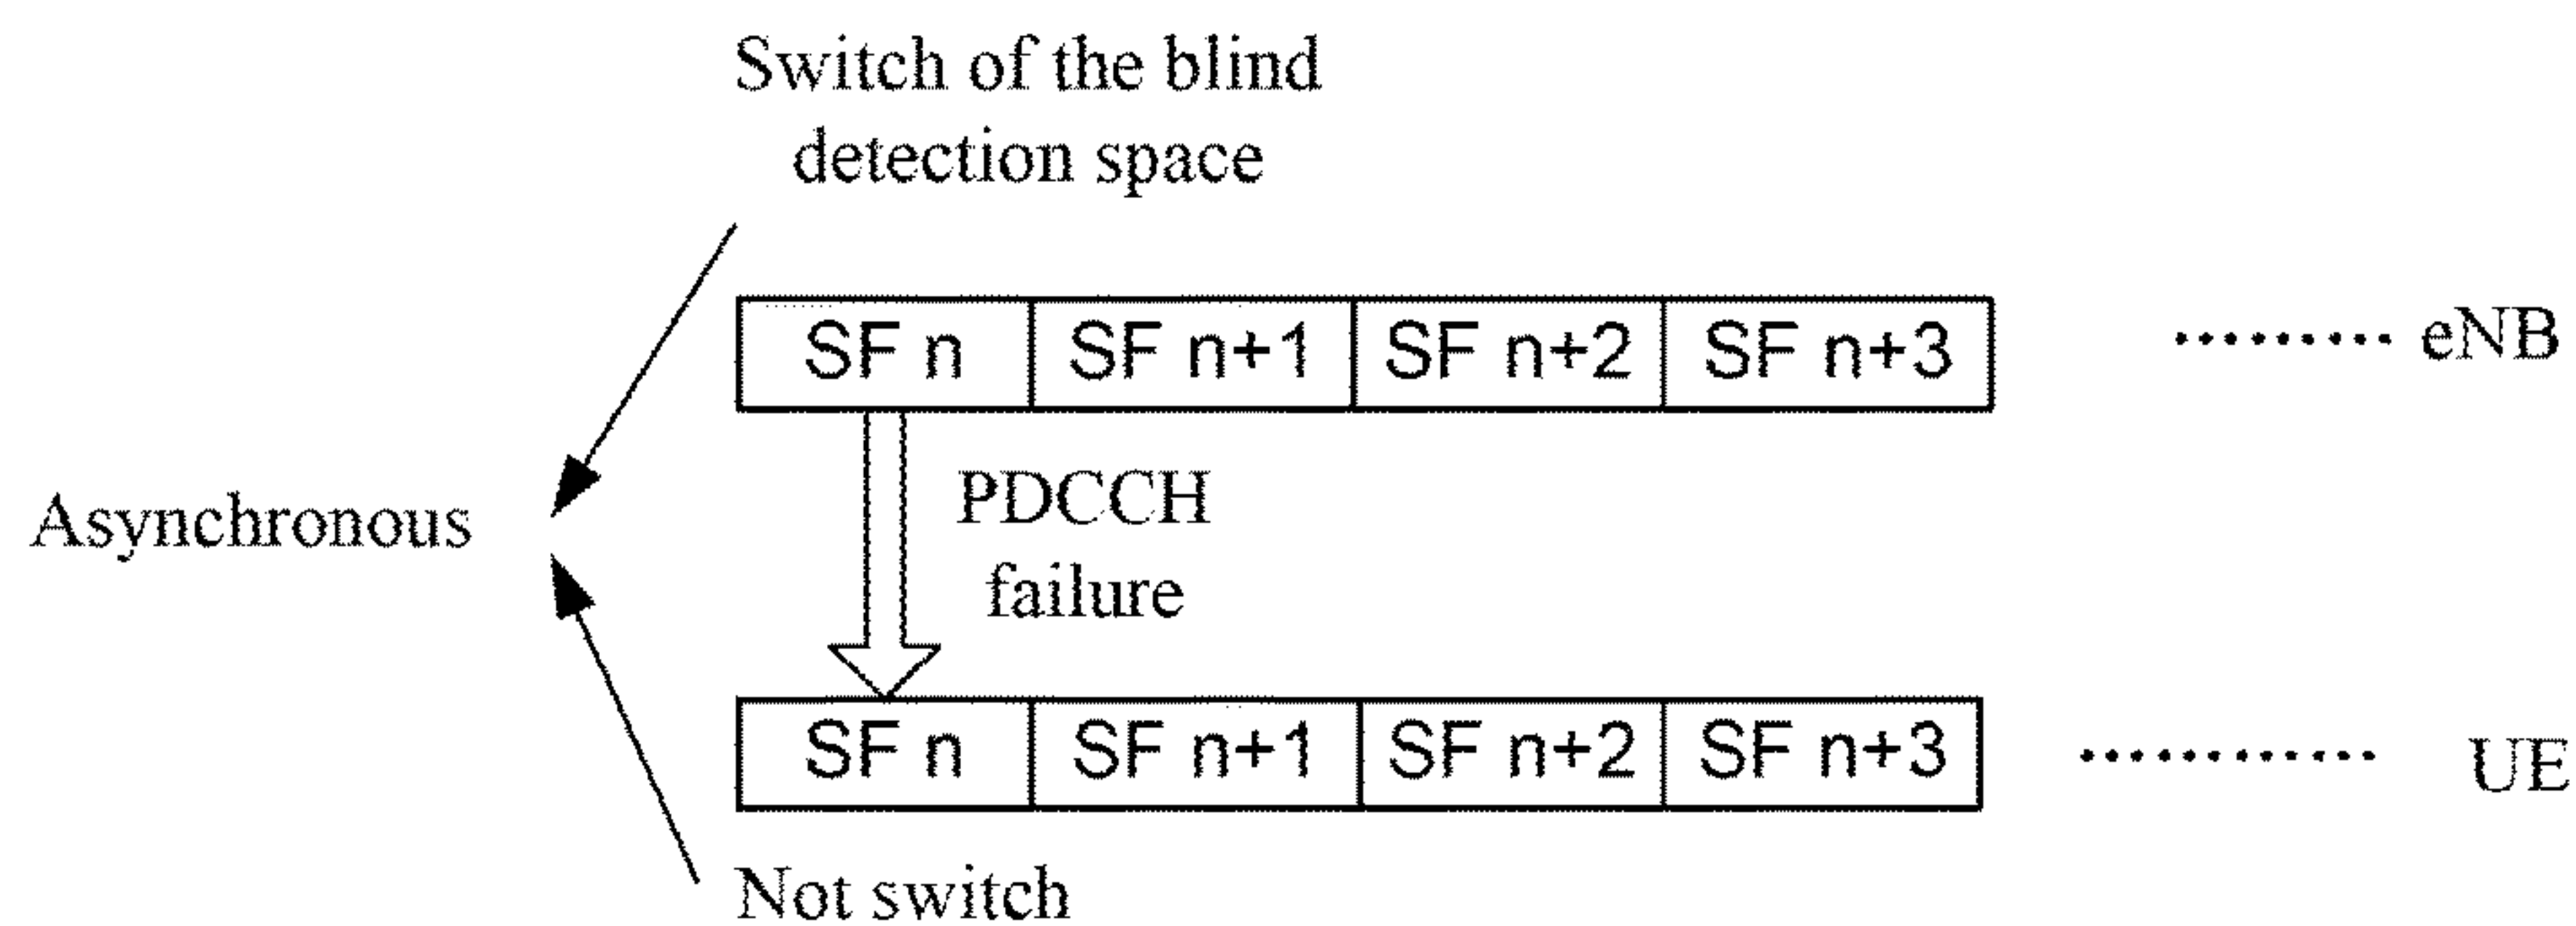 Switch of the blind
detection space
SF n SF n+1 SF n+2 SF n+3 ......... eNB
Asynchronous
PDCCH
failure
SF n SF n+1 SF n+2 SF n+3 ............ UE
Not switch